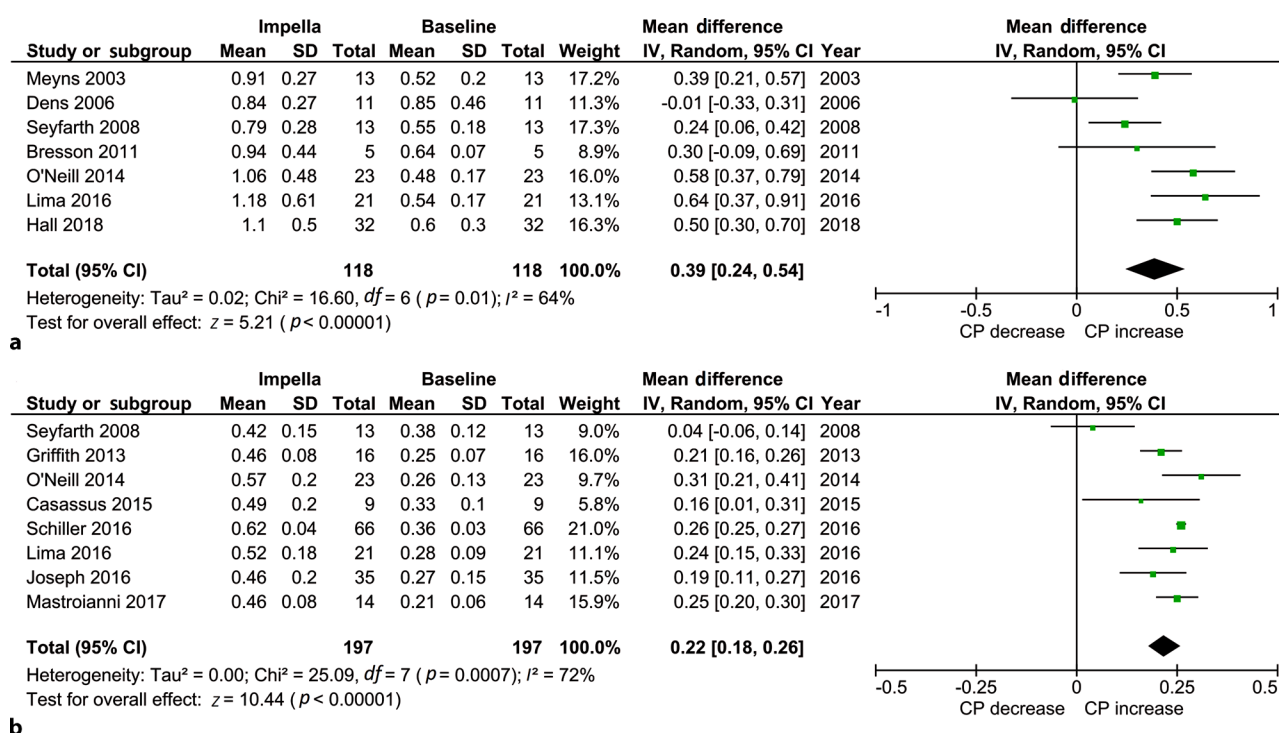 Impella Baseline Mean difference Mean difference
Study or subgroup Mean SD Total Mean SD Total Weight IV, Random, 95% CI Year IV, Random, 95% CI
Meyns 2003 0.91 0.27 13 0.52 0.2 13 17.2% 0.39 [0.21, 0.57] 2003
Dens 2006 0.84 0.27 11 0.85 0.46 11 11.3% -0.01 [-0.33, 0.31] 2006
Seyfarth 2008 0.79 0.28 13 0.55 0.18 13 17.3% 0.24 [0.06, 0.42] 2008
Bresson 2011 0.94 0.44 5 0.64 0.07 5 8.9% 0.30 [-0.09, 0.69] 2011
O'Neill 2014 1.06 0.48 23 0.48 0.17 23 16.0% 0.58 [0.37, 0.79] 2014
Lima 2016 1.18 0.61 21 0.54 0.17 21 13.1% 0.64 [0.37, 0.91] 2016
Hall 2018 1.1 0.5 32 0.6 0.3 32 16.3% 0.50 [0.30, 0.70] 2018
Total (95% CI) 118 118 100.0% 0.39 [0.24, 0.54]
Heterogeneity: Tau² = 0.02; Chi² = 16.60, df = 6 ( p = 0.01); I² = 64%
Test for overall effect: z = 5.21 ( p < 0.00001)
-1 -0.5 0 0.5 1
CP decrease CP increase
a
Impella Baseline Mean difference Mean difference
Study or subgroup Mean SD Total Mean SD Total Weight IV, Random, 95% CI Year IV, Random, 95% CI
Seyfarth 2008 0.42 0.15 13 0.38 0.12 13 9.0% 0.04 [-0.06, 0.14] 2008
Griffith 2013 0.46 0.08 16 0.25 0.07 16 16.0% 0.21 [0.16, 0.26] 2013
O'Neill 2014 0.57 0.2 23 0.26 0.13 23 9.7% 0.31 [0.21, 0.41] 2014
Casassus 2015 0.49 0.2 9 0.33 0.1 9 5.8% 0.16 [0.01, 0.31] 2015
Schiller 2016 0.62 0.04 66 0.36 0.03 66 21.0% 0.26 [0.25, 0.27] 2016
Lima 2016 0.52 0.18 21 0.28 0.09 21 11.1% 0.24 [0.15, 0.33] 2016
Joseph 2016 0.46 0.2 35 0.27 0.15 35 11.5% 0.19 [0.11, 0.27] 2016
Mastroianni 2017 0.46 0.08 14 0.21 0.06 14 15.9% 0.25 [0.20, 0.30] 2017
Total (95% CI) 197 197 100.0% 0.22 [0.18, 0.26]
Heterogeneity: Tau² = 0.00; Chi² = 25.09, df = 7 ( p = 0.0007); I² = 72%
Test for overall effect: z = 10.44 ( p < 0.00001)
-0.5 -0.25 0 0.25 0.5
CP decrease CP increase
b